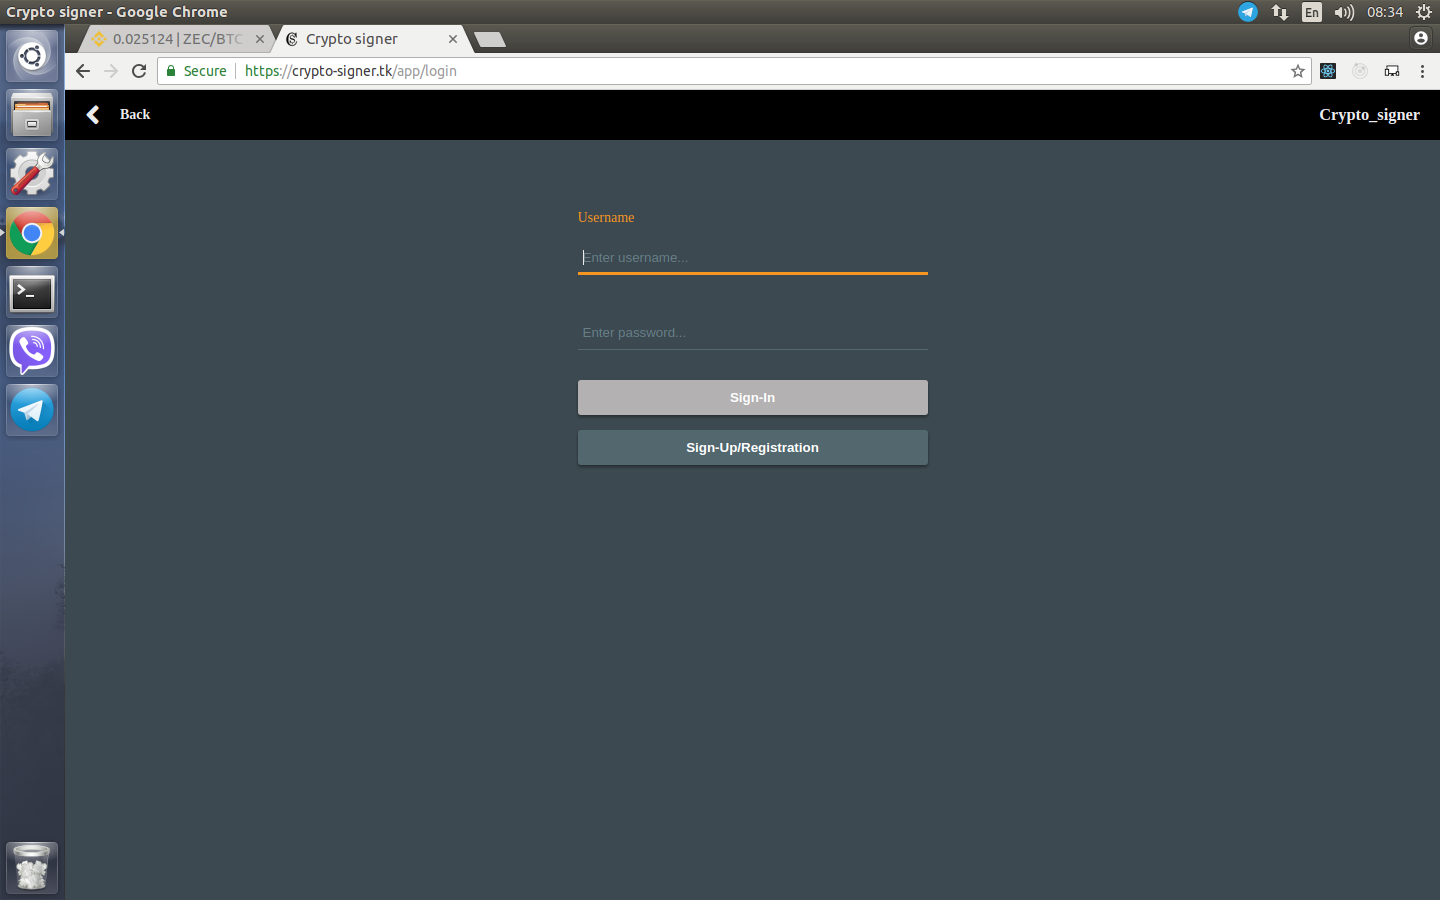 Crypto signer - Google Chrome
En
08:34
0.025124 | ZEC/BTC
Crypto signer
Secure
https://crypto-signer.tk/app/login
Back
Crypto_signer
Username
Enter username...
Enter password...
Sign-In
Sign-Up/Registration